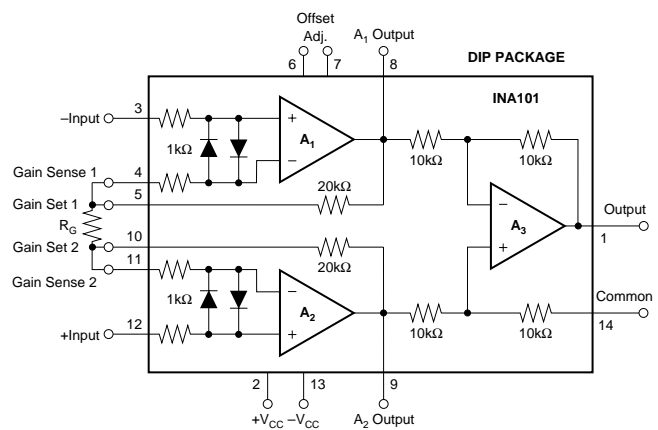 Offset
Adj.
A1 Output
6
7
8
DIP PACKAGE
INA101
–Input
3
1kΩ
A1
+
–
10kΩ
10kΩ
Gain Sense 1
4
Gain Set 1
5
20kΩ
RG
A3
–
+
Output
1
Gain Set 2
10
20kΩ
Gain Sense 2
11
1kΩ
A2
–
+
10kΩ
10kΩ
Common
14
+Input
12
2
13
9
+VCC
–VCC
A2 Output